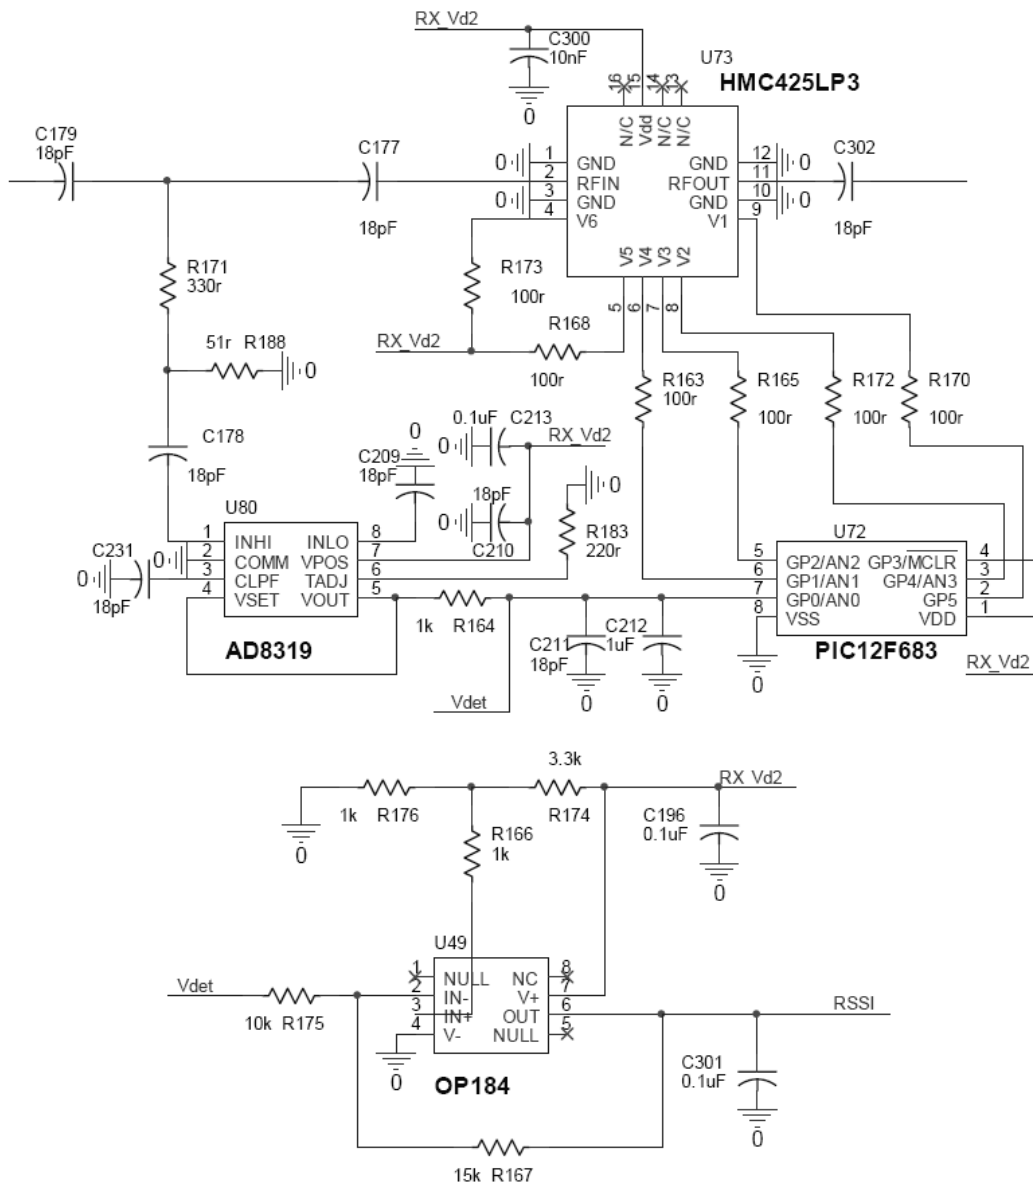 RX_Vd2
C300
10nF
0
U73
HMC425LP3
16 15 14 13
N/C Vdd N/C N/C
C179
18pF
C177
18pF
0 1 GND GND 12 0
2 RFIN RFOUT 11
0 3 GND GND 10 0
4 V6 V1 9
C302
18pF
V5 V4 V3 V2
5 6 7 8
R171
330r
R173
100r
R168
100r
RX_Vd2
51r R188 0
R163
100r
R165
100r
R172
100r
R170
100r
C178
18pF
0.1uF C213
0
RX_Vd2
0
C209
18pF
18pF
0
C210
0
R183
220r
U80
1 INHI INLO 8
0 2 COMM VPOS 7
3 CLPF TADJ 6
4 VSET VOUT 5
AD8319
C231
0
18pF
1k R164
Vdet
C211
18pF
0
C212
1uF
0
U72
5 GP2/AN2 GP3/MCLR 4
6 GP1/AN1 GP4/AN3 3
7 GP0/AN0 GP5 2
8 VSS VDD 1
PIC12F683
0
RX_Vd2
3.3k
R174
1k R176
0
RX_Vd2
C196
0.1uF
0
R166
1k
U49
1 NULL NC 8
2 IN- V+ 7
3 IN+ OUT 6
4 V- NULL 5
OP184
0
Vdet
10k R175
RSSI
C301
0.1uF
0
15k R167